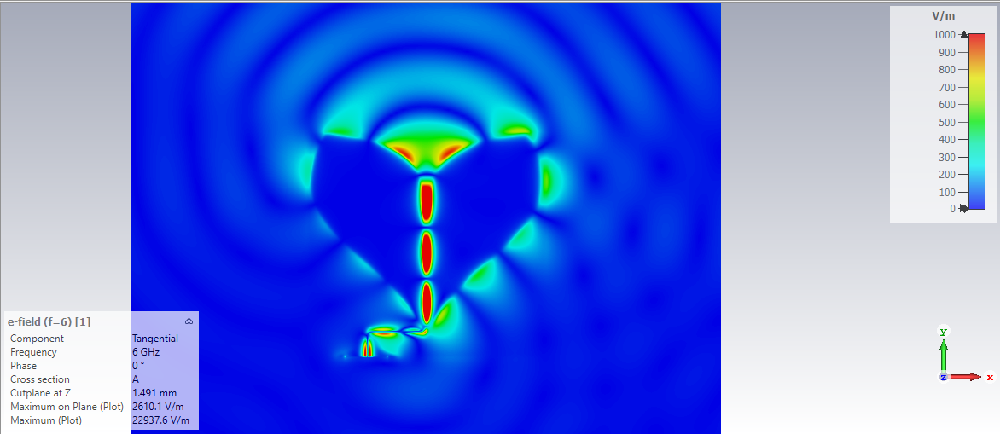 V/m
1000
900
800
700
600
500
400
300
200
100
0
e-field (f=6) [1]
Component Tangential
Frequency 6 GHz
Phase 0 °
Cross section A
Cutplane at Z 1.491 mm
Maximum on Plane (Plot) 2610.1 V/m
Maximum (Plot) 22937.6 V/m
y
z x